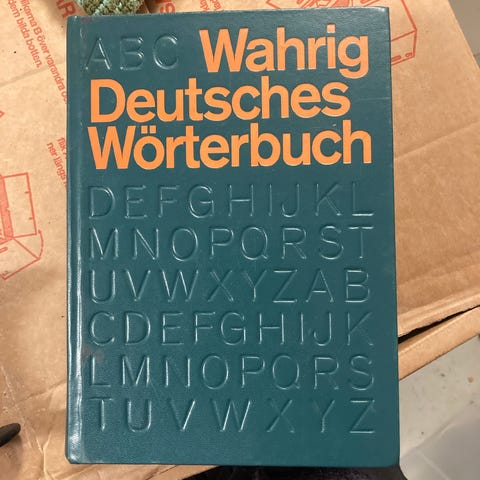 ABC Wahrig
Deutsches
Wörterbuch
DEFGHIJKL
MNOPQRST
UVWXYZAB
CDEFGHIJK
LMNOPQRS
TUVWXYZ